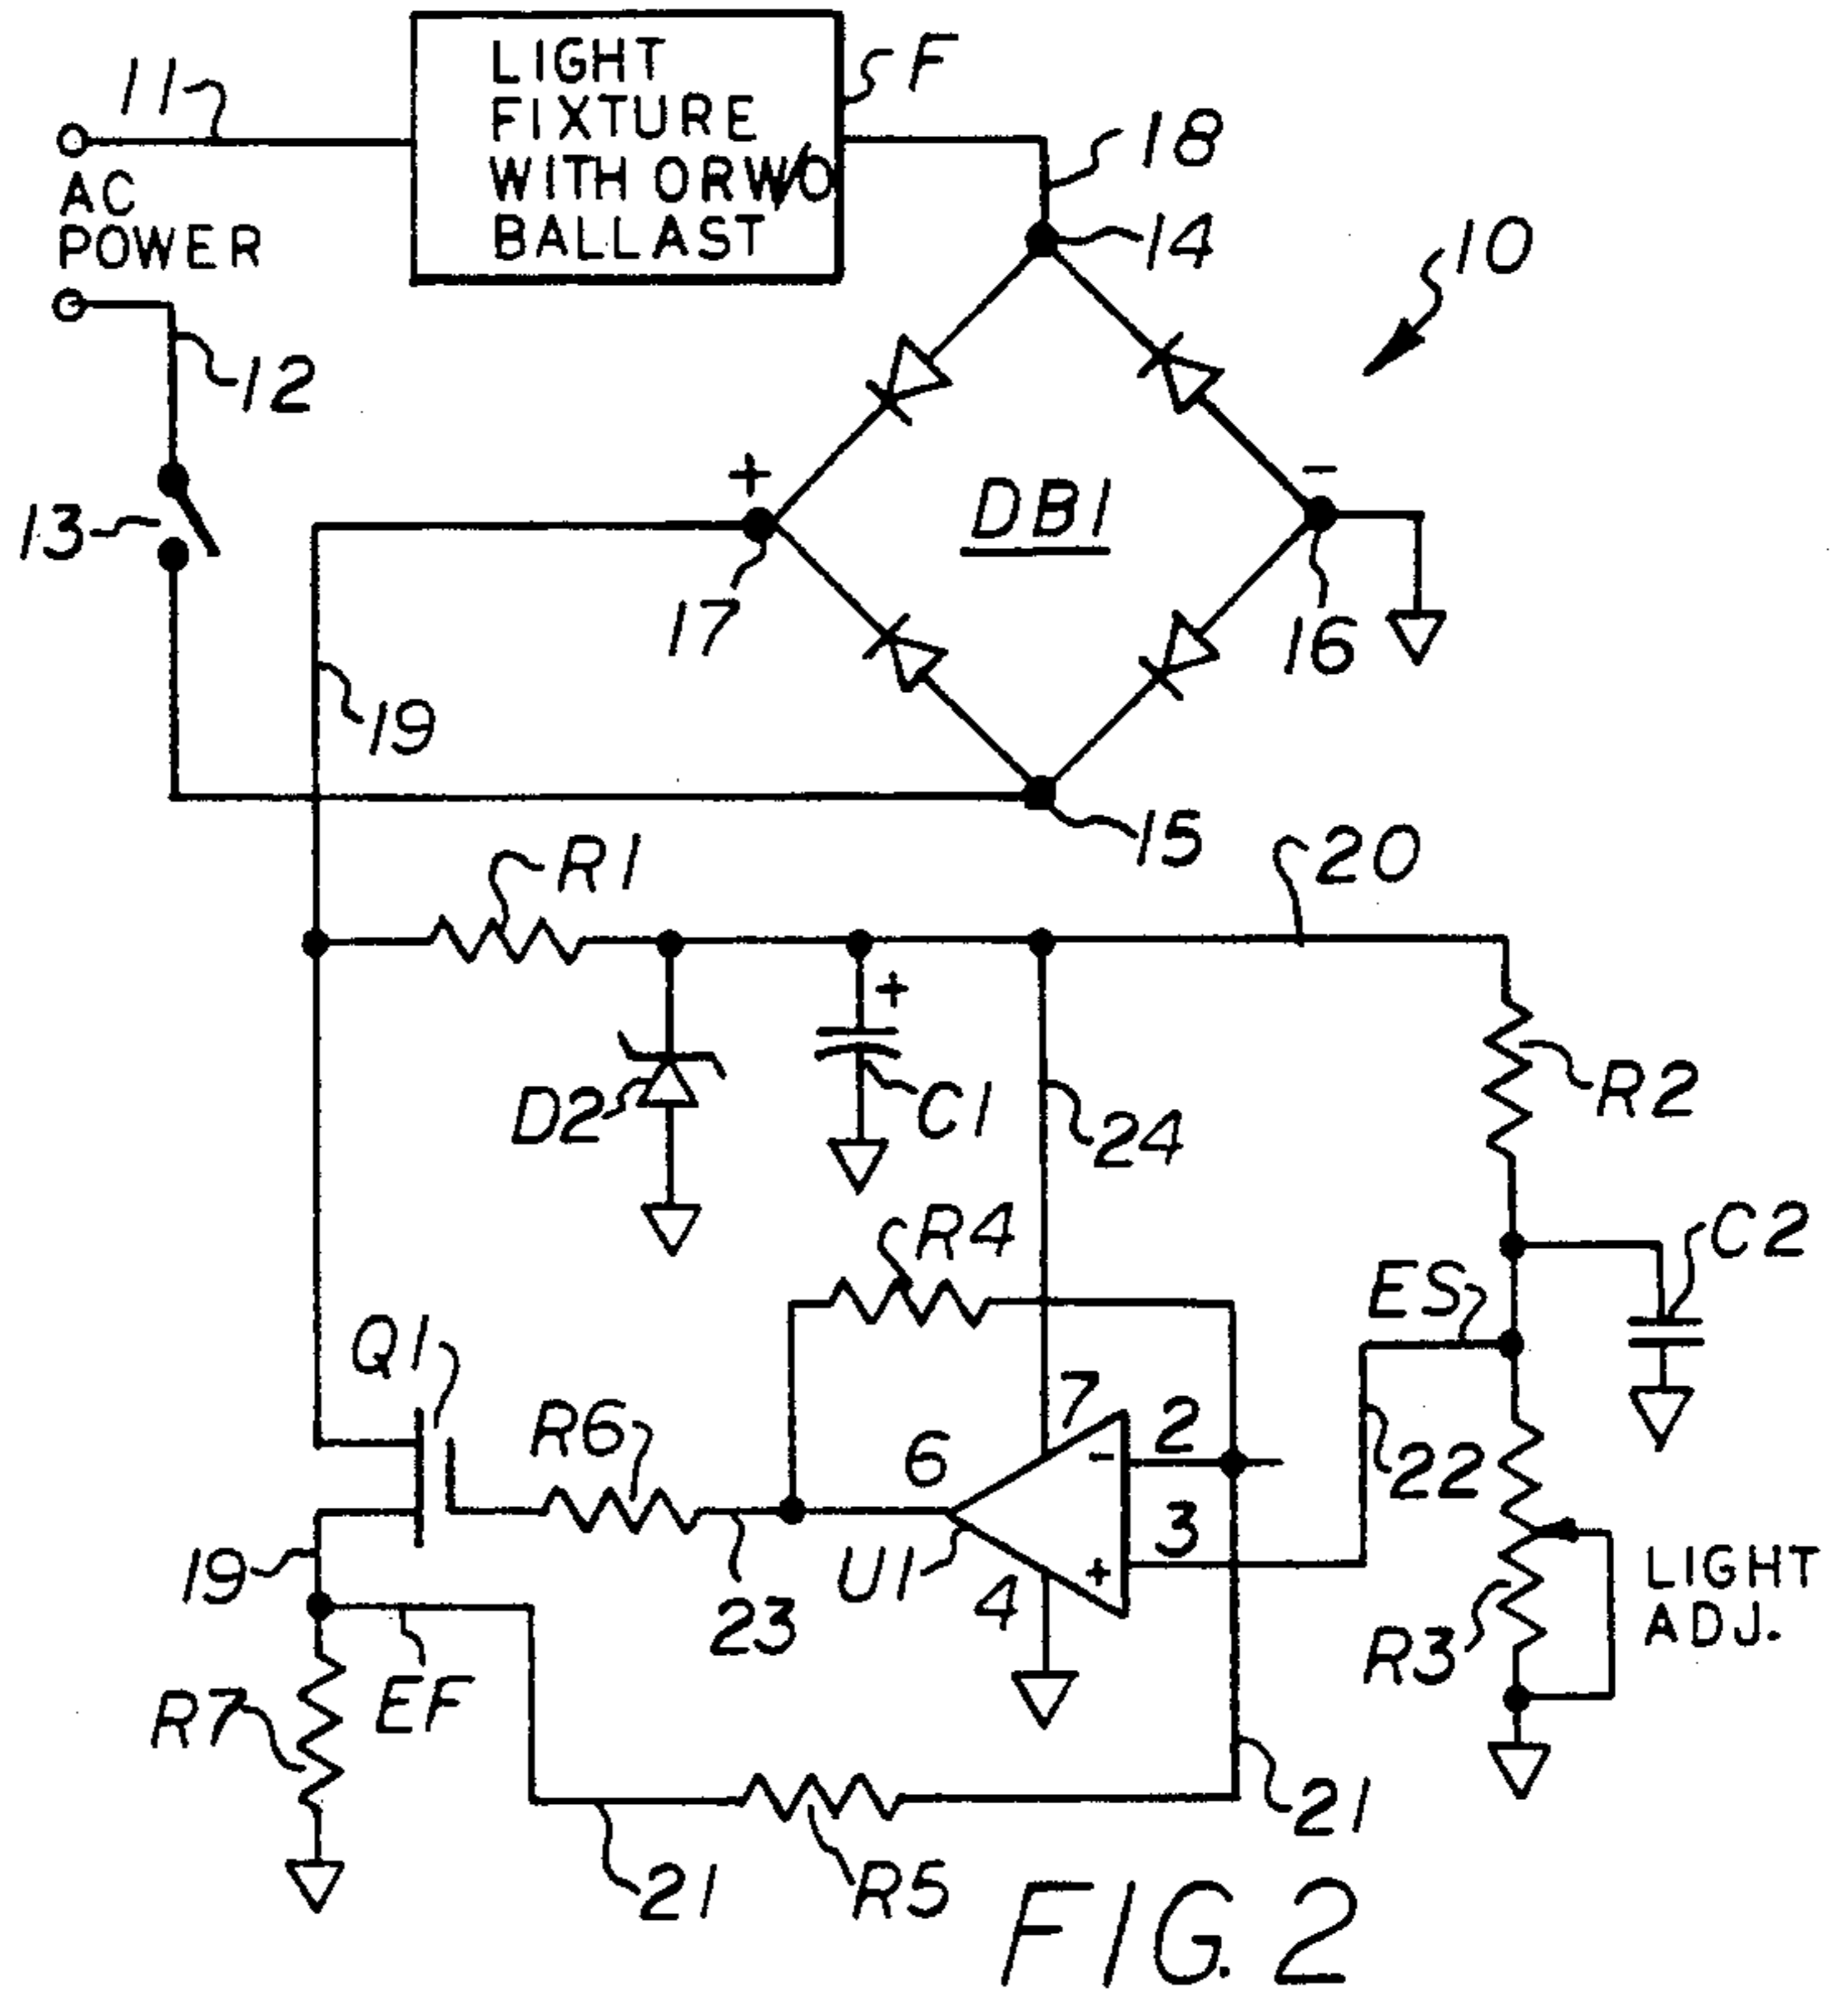 LIGHT
FIXTURE
WITH OR W/O
BALLAST
F
11
AC
POWER
18
14
10
12
13
+
-
DB1
17
16
19
15
R1
20
+
D2
C1
24
R2
R4
C2
ES
Q1
R6
7
2
-
6
22
3
+
U1
4
19
23
LIGHT
ADJ.
R3
R7
EF
21
21
R5
FIG. 2